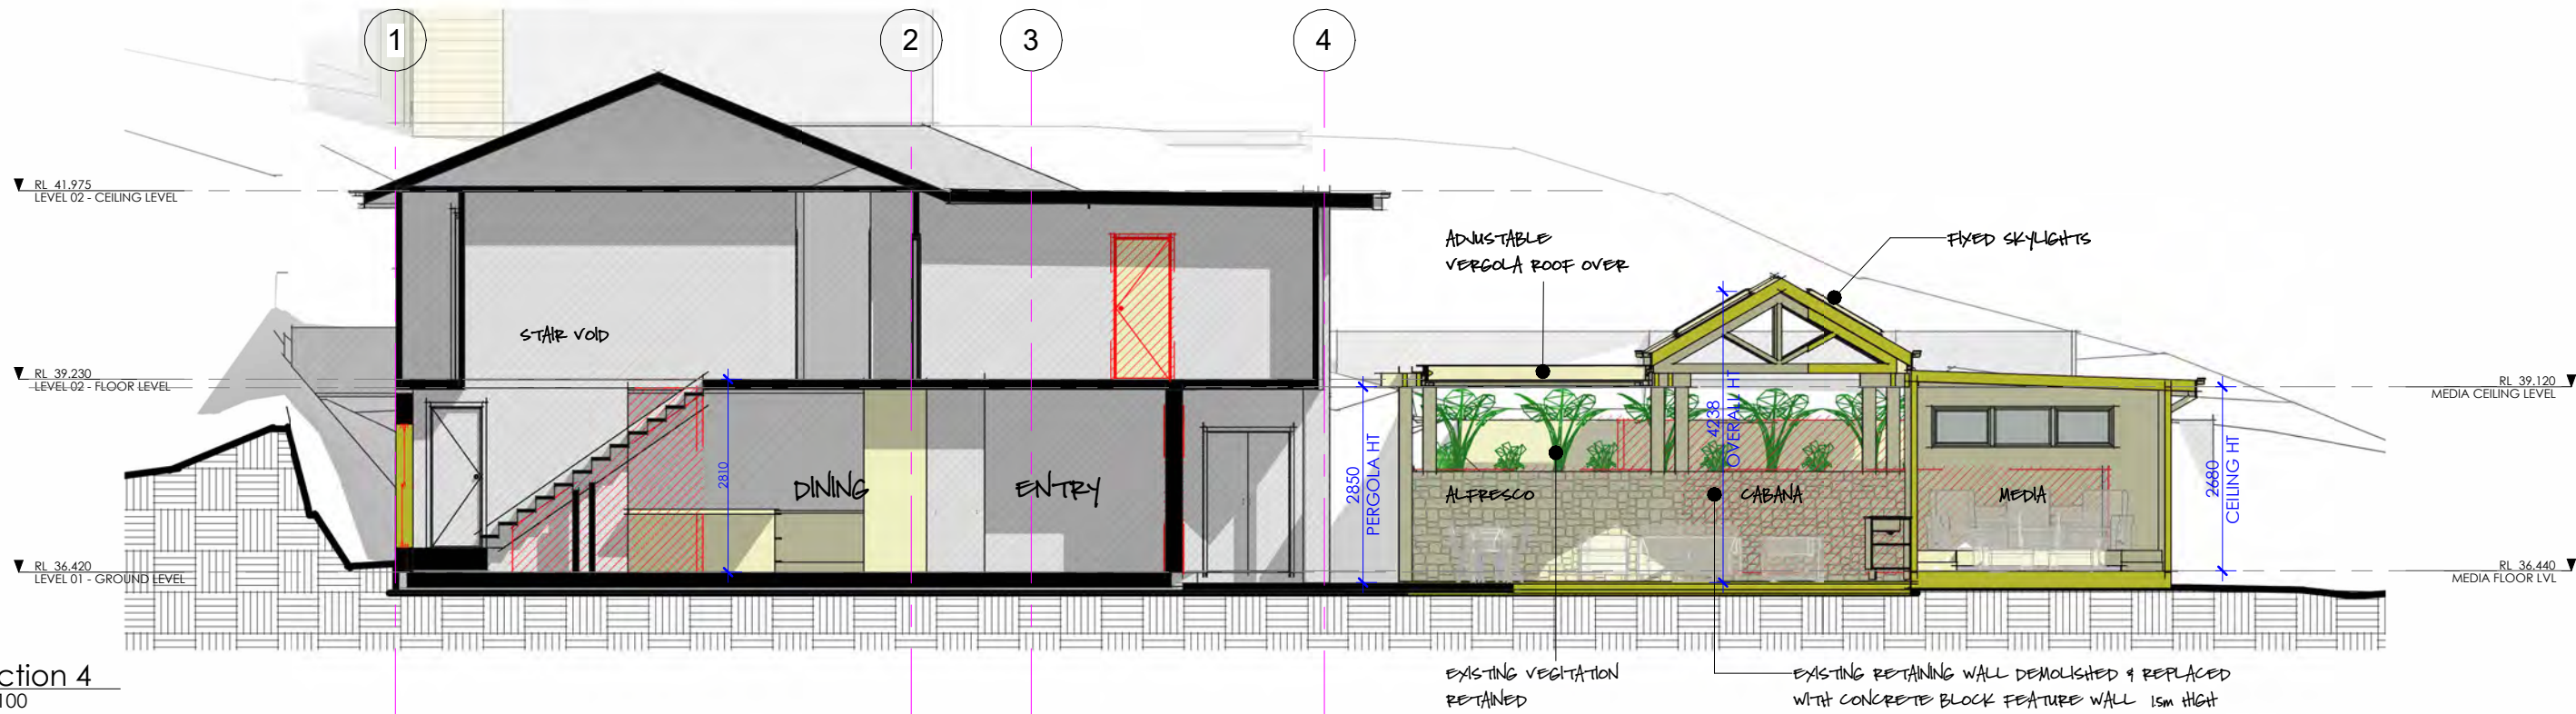 1
2
3
4
RL 41.975
LEVEL 02 - CEILING LEVEL
ADJUSTABLE
VERGOLA ROOF OVER
FIXED SKYLIGHTS
STAIR VOID
RL 39.230
LEVEL 02 - FLOOR LEVEL
RL 39.120
MEDIA CEILING LEVEL
2810
DINING
ENTRY
2850
PERGOLA HT
ALFRESCO
4238
OVERALL HT
CABANA
MEDIA
2680
CEILING HT
RL 36.420
LEVEL 01 - GROUND LEVEL
RL 36.440
MEDIA FLOOR LVL
ction 4
100
EXISTING VEGITATION
RETAINED
EXISTING RETAINING WALL DEMOLISHED & REPLACED
WITH CONCRETE BLOCK FEATURE WALL 1.5m HIGH